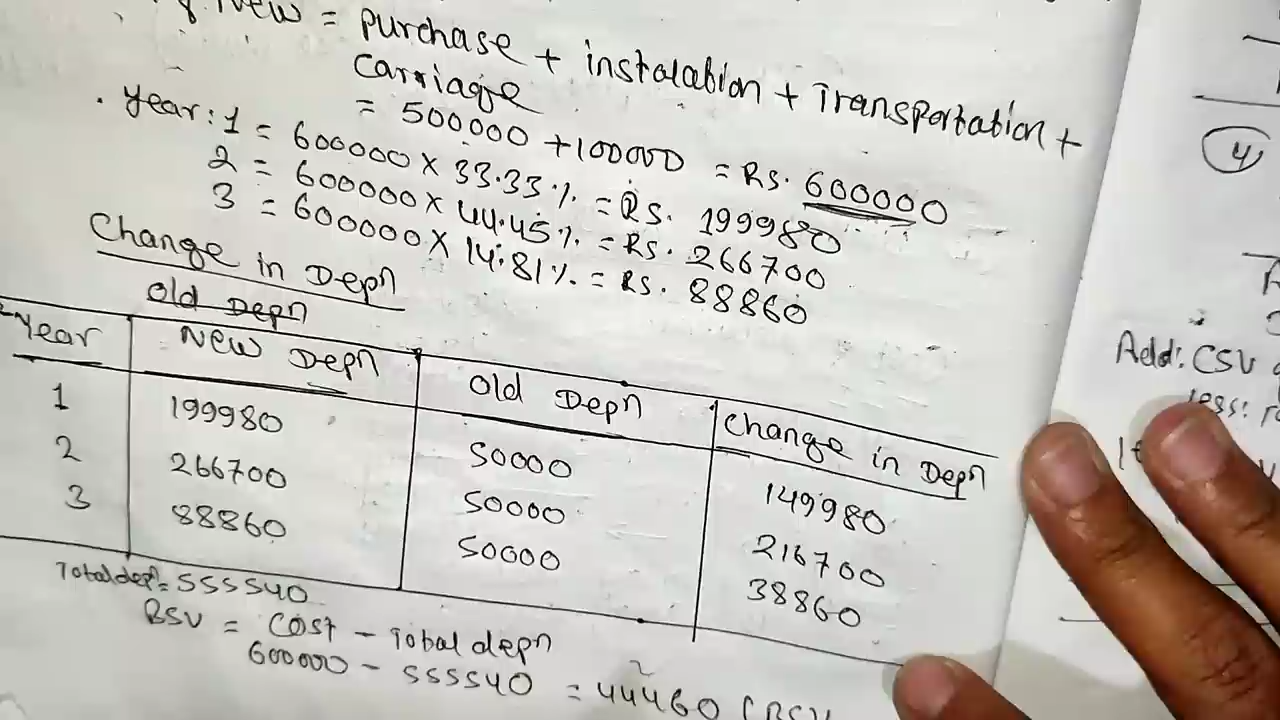 New = purchase + instalation + Transportation +
Carriage
= 500000 + 100000 = Rs. 600000
Year: 1 = 600000 x 33.33% = Rs. 199980
2 = 600000 x 44.45% = Rs. 266700
3 = 600000 x 14.81% = Rs. 88860
Change in Depn
Old Depn
Year New Depn Old Depn Change in Depn
1 199980 50000 149980
2 266700 50000 216700
3 88860 50000 38860
Total depn = 555540
BSV = Cost - Total depn
600000 - 555540 = 44460 (BSV
4
Add: CSV
less: